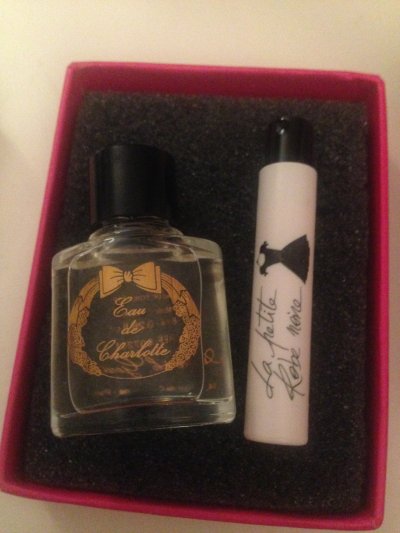 Eau
de
Charlotte
La petite
Robe noire